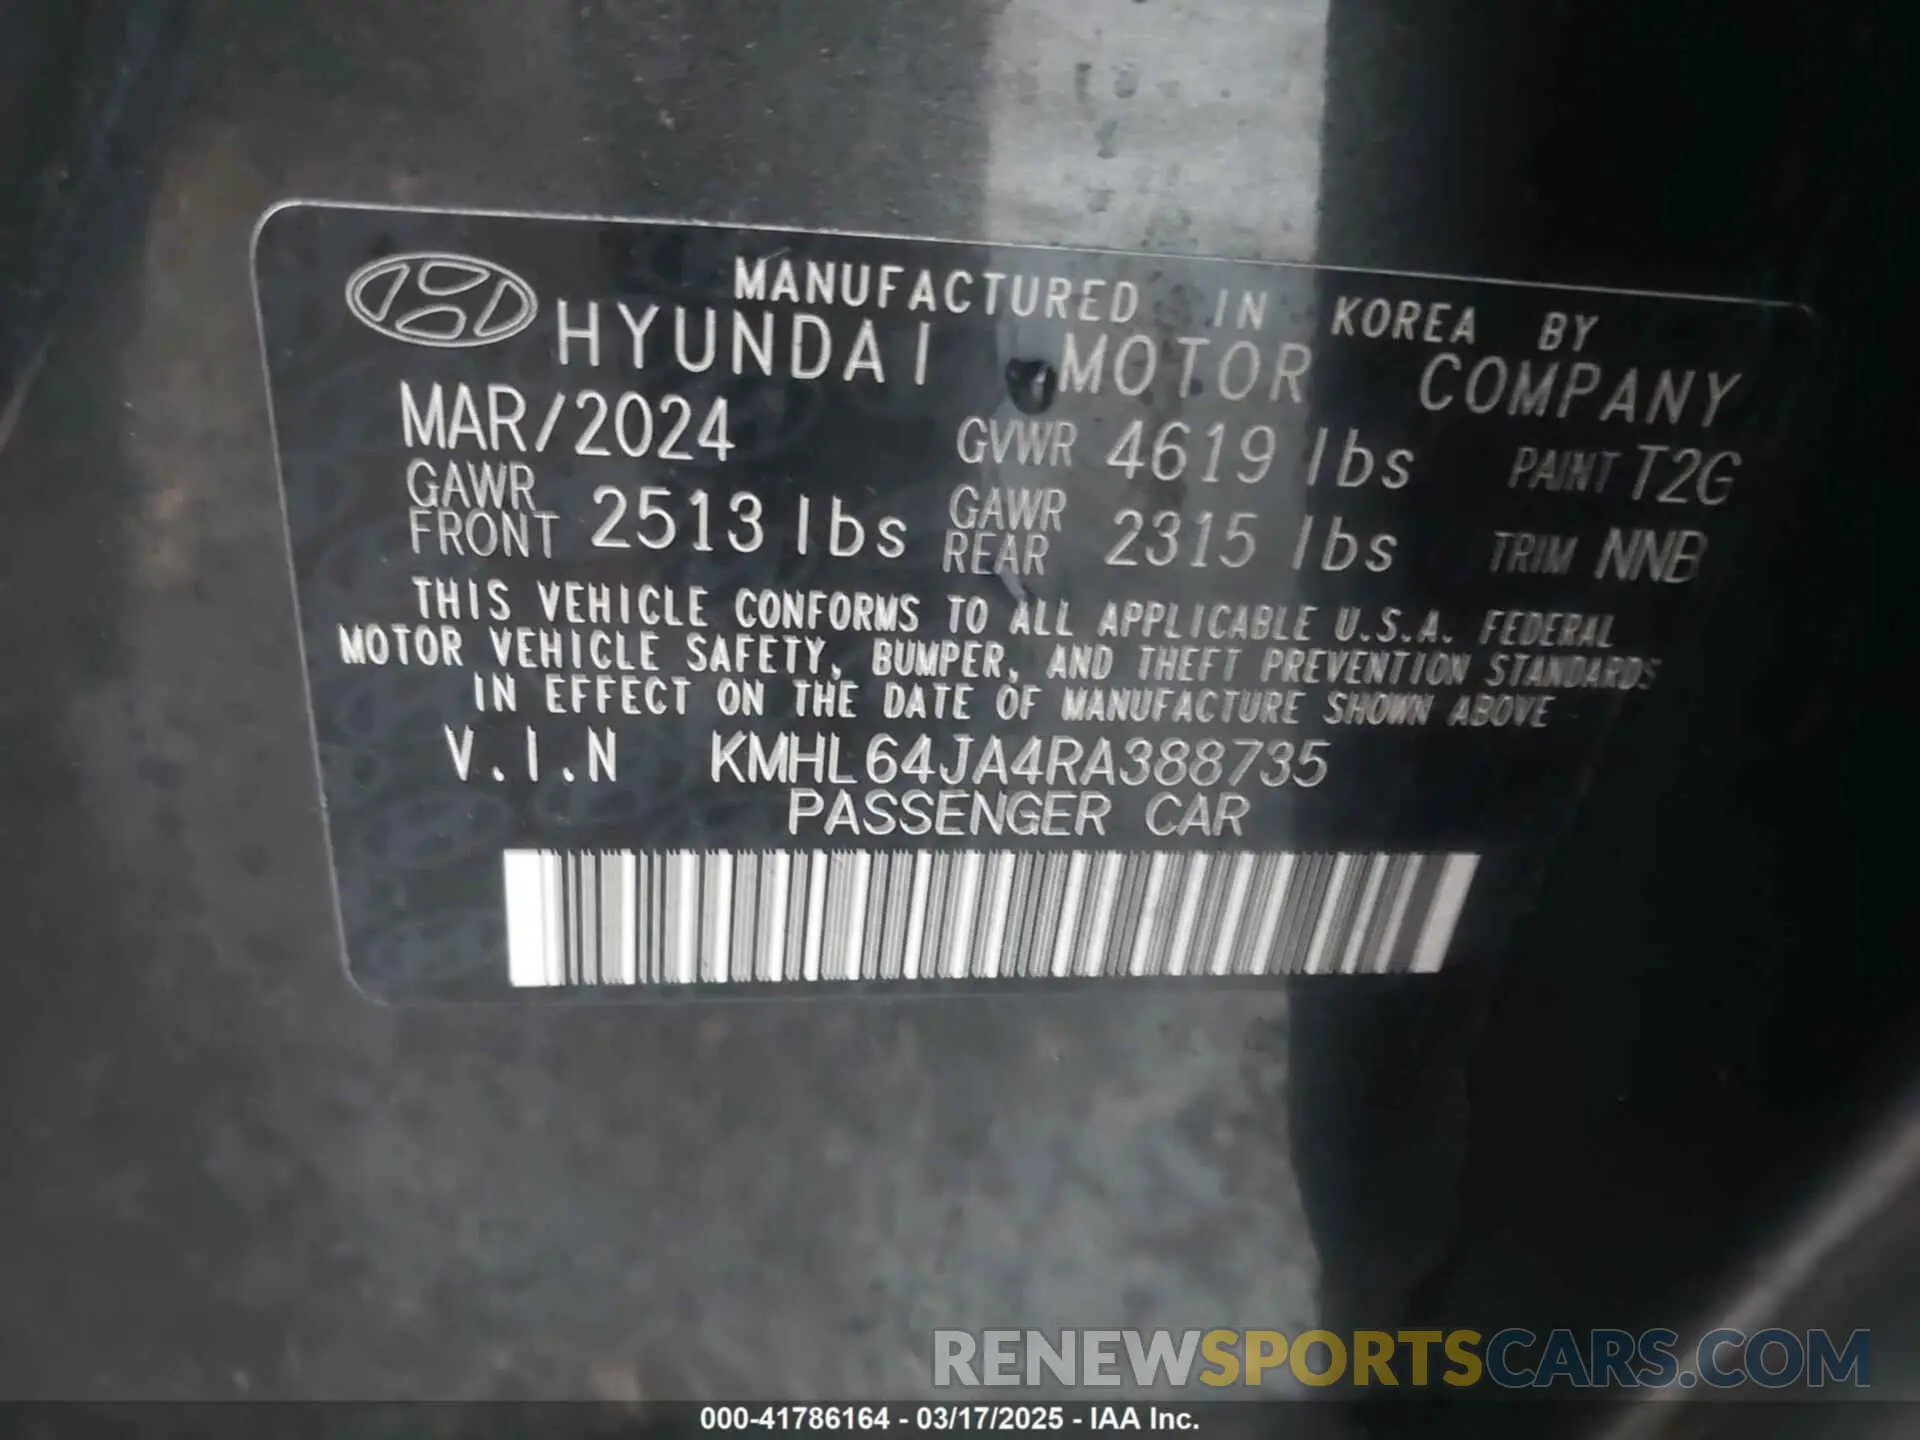 MANUFACTURED IN KOREA BY
HYUNDAI MOTOR COMPANY
MAR/2024 GVWR 4619 lbs PAINT T2G
GAWR FRONT 2513 lbs GAWR REAR 2315 lbs TRIM NNB
THIS VEHICLE CONFORMS TO ALL APPLICABLE U.S.A. FEDERAL
MOTOR VEHICLE SAFETY, BUMPER, AND THEFT PREVENTION STANDARDS
IN EFFECT ON THE DATE OF MANUFACTURE SHOWN ABOVE
V.I.N KMHL64JA4RA388735
PASSENGER CAR
RENEWSPORTSCARS.COM
000-41786164 - 03/17/2025 - IAA Inc.